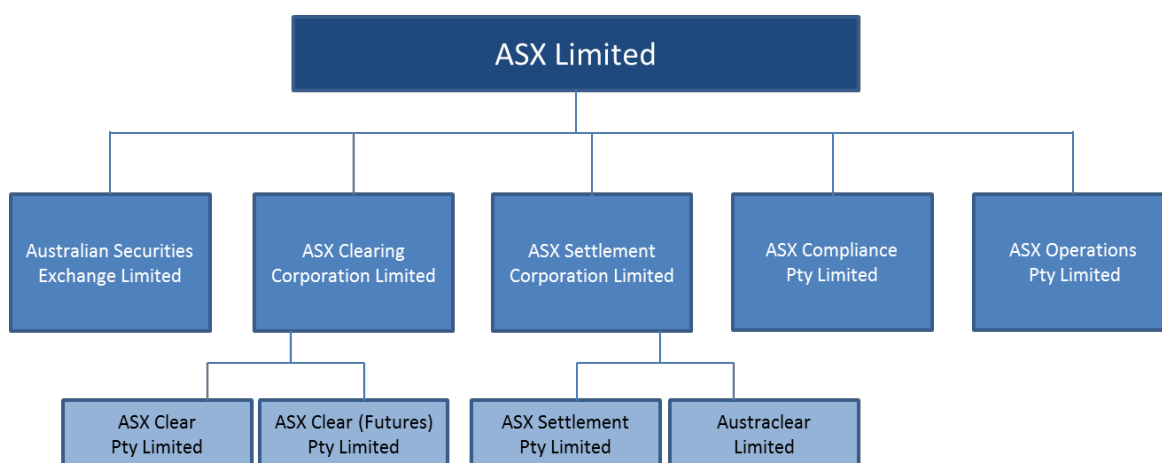 ASX Limited
Australian Securities
Exchange Limited
ASX Clearing
Corporation Limited
ASX Settlement
Corporation Limited
ASX Compliance
Pty Limited
ASX Operations
Pty Limited
ASX Clear
Pty Limited
ASX Clear (Futures)
Pty Limited
ASX Settlement
Pty Limited
Austraclear
Limited